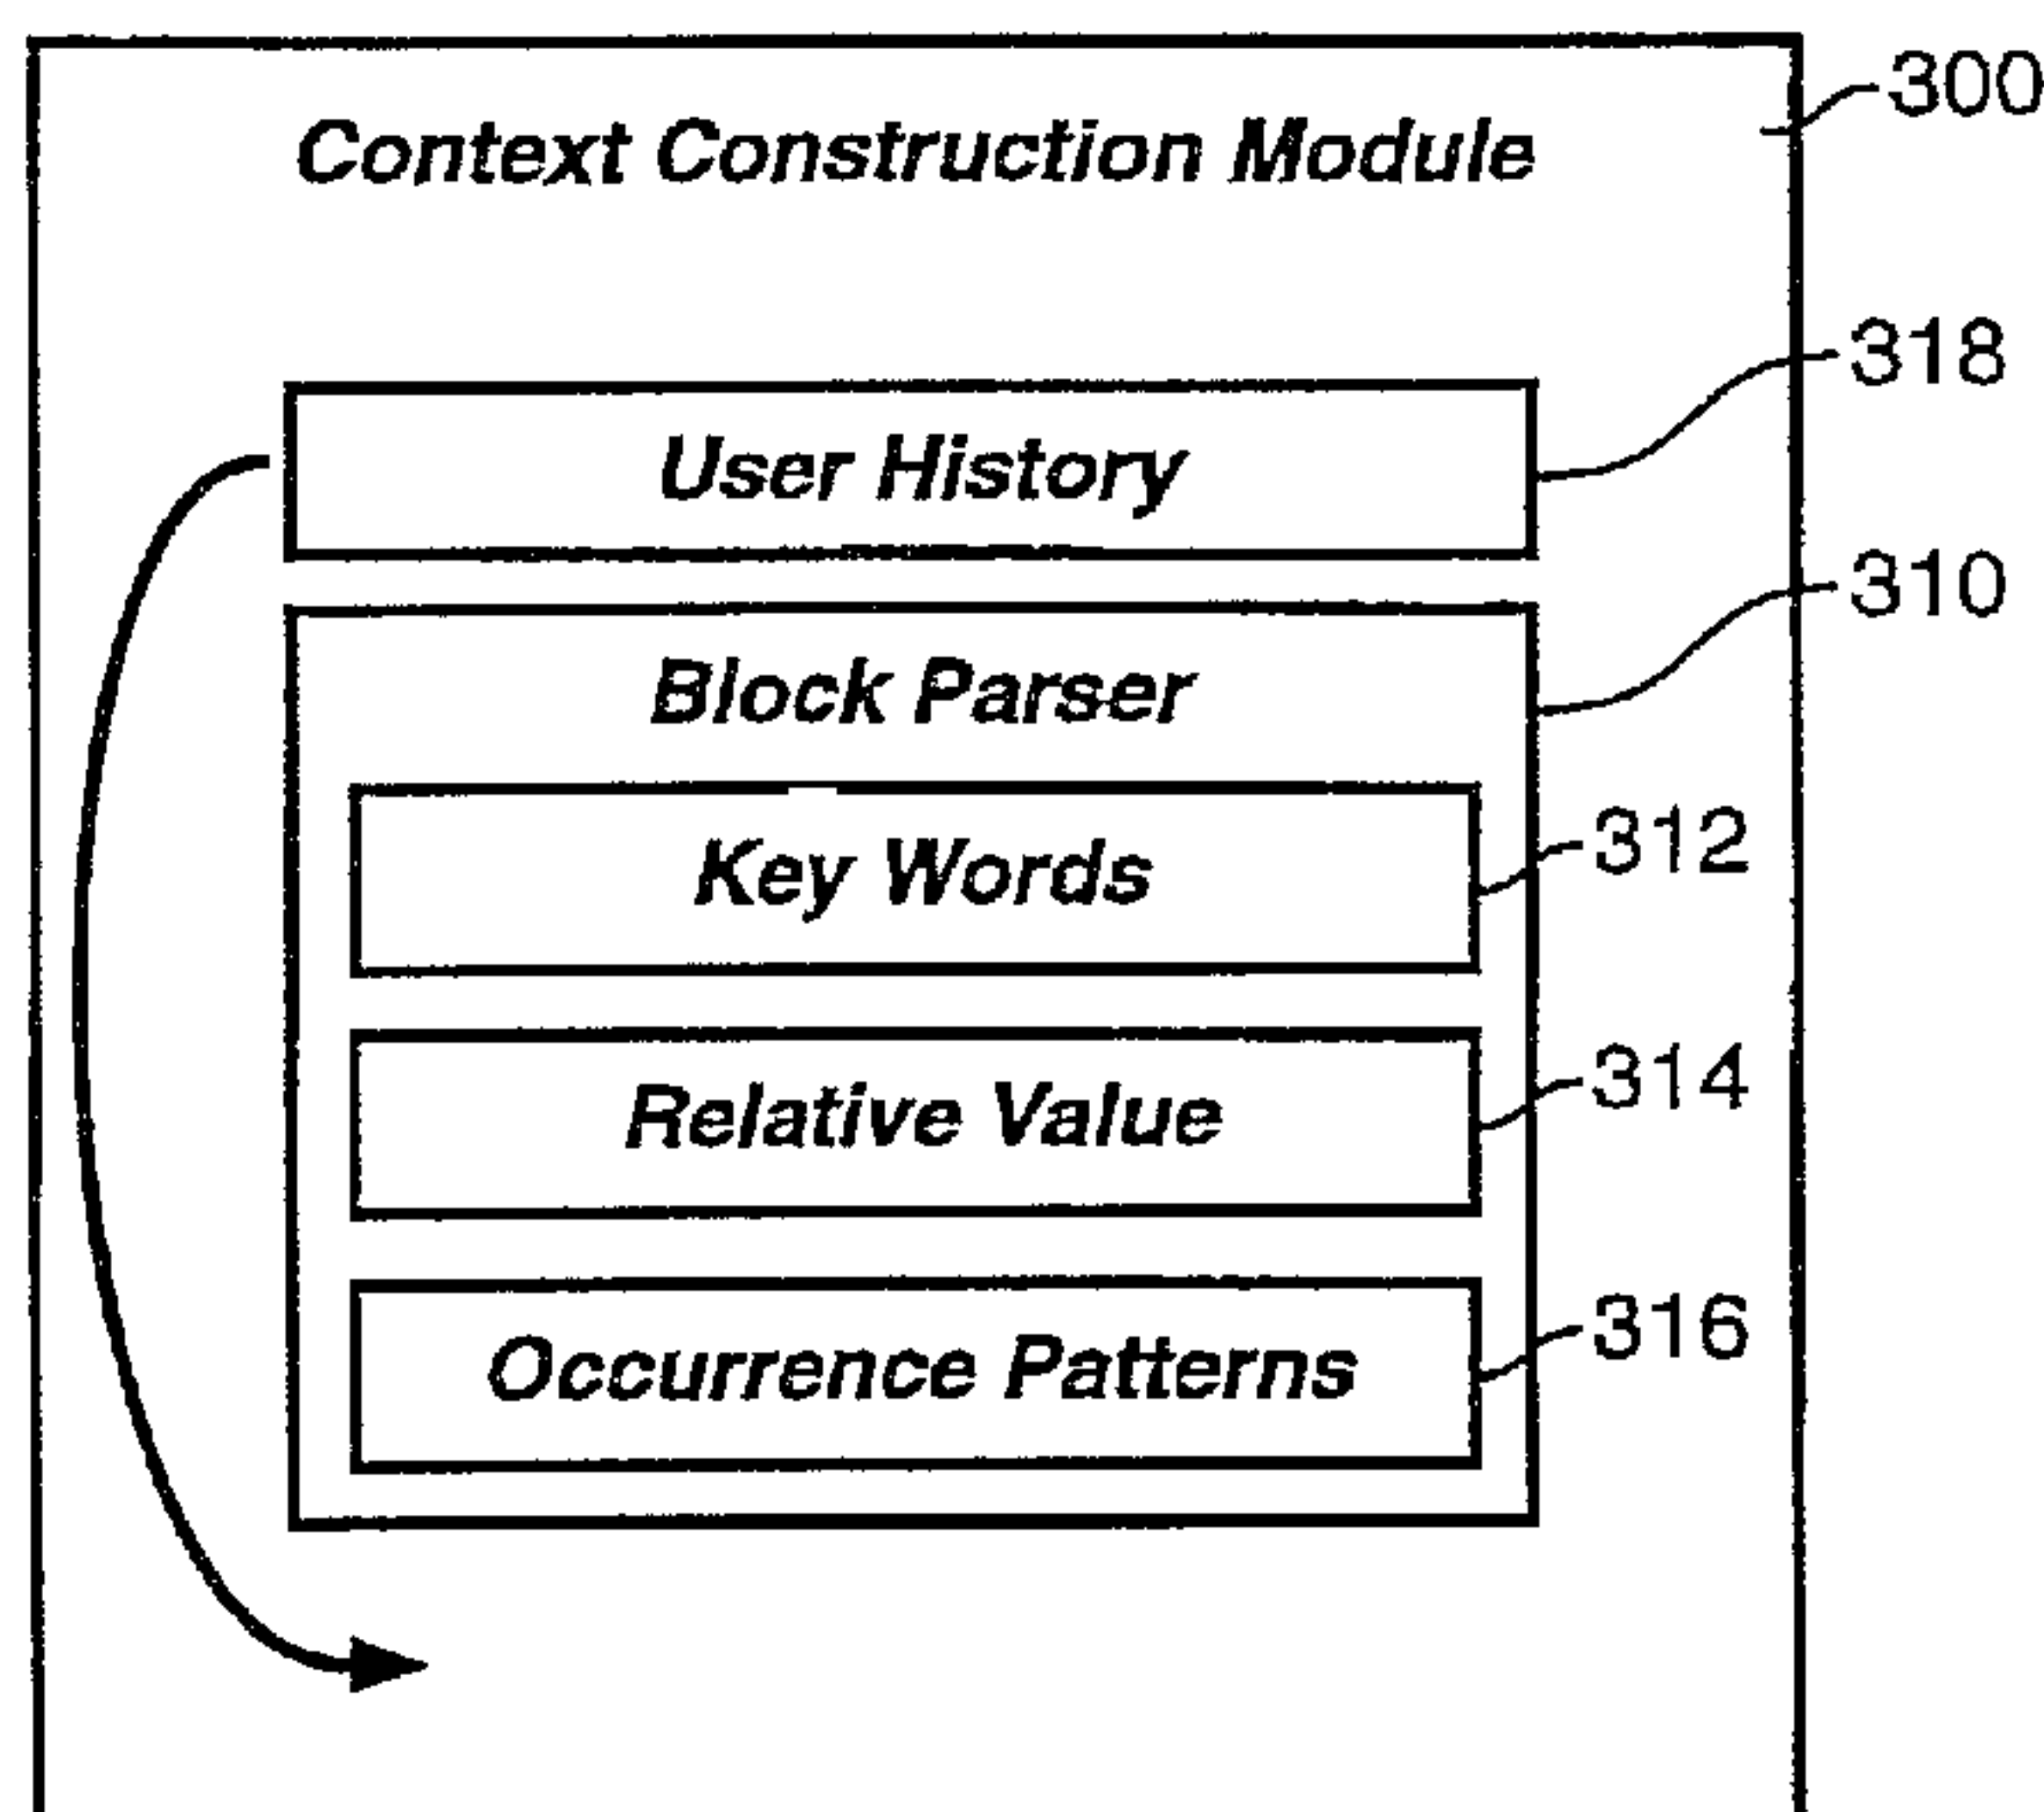 Context Construction Module
300
User History
318
Block Parser
310
Key Words
312
Relative Value
314
Occurrence Patterns
316